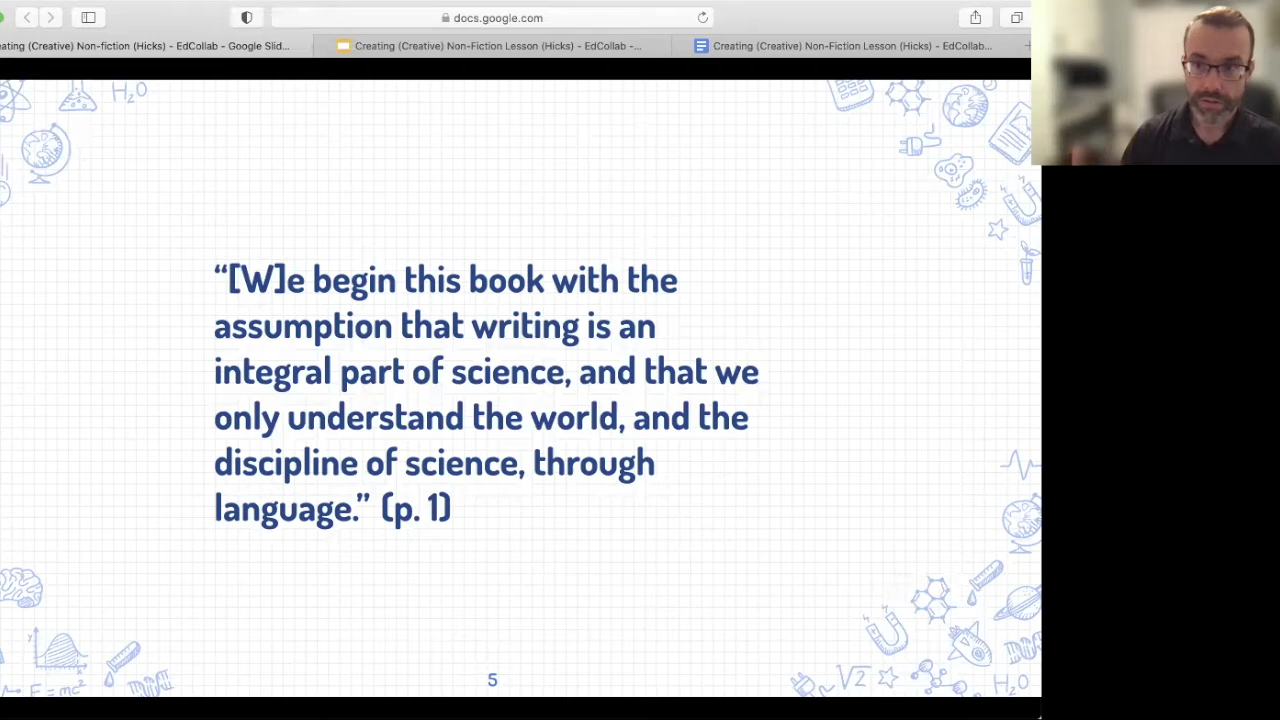 docs.google.com
ating (Creative) Non-fiction (Hicks) - EdCollab - Google Slid...
Creating (Creative) Non-Fiction Lesson (Hicks) - EdCollab -...
Creating (Creative) Non-Fiction Lesson (Hicks) - EdCollab...
H₂O
“[W]e begin this book with the
assumption that writing is an
integral part of science, and that we
only understand the world, and the
discipline of science, through
language.” (p. 1)
y
x
F = mc²
5
√2
H₂O